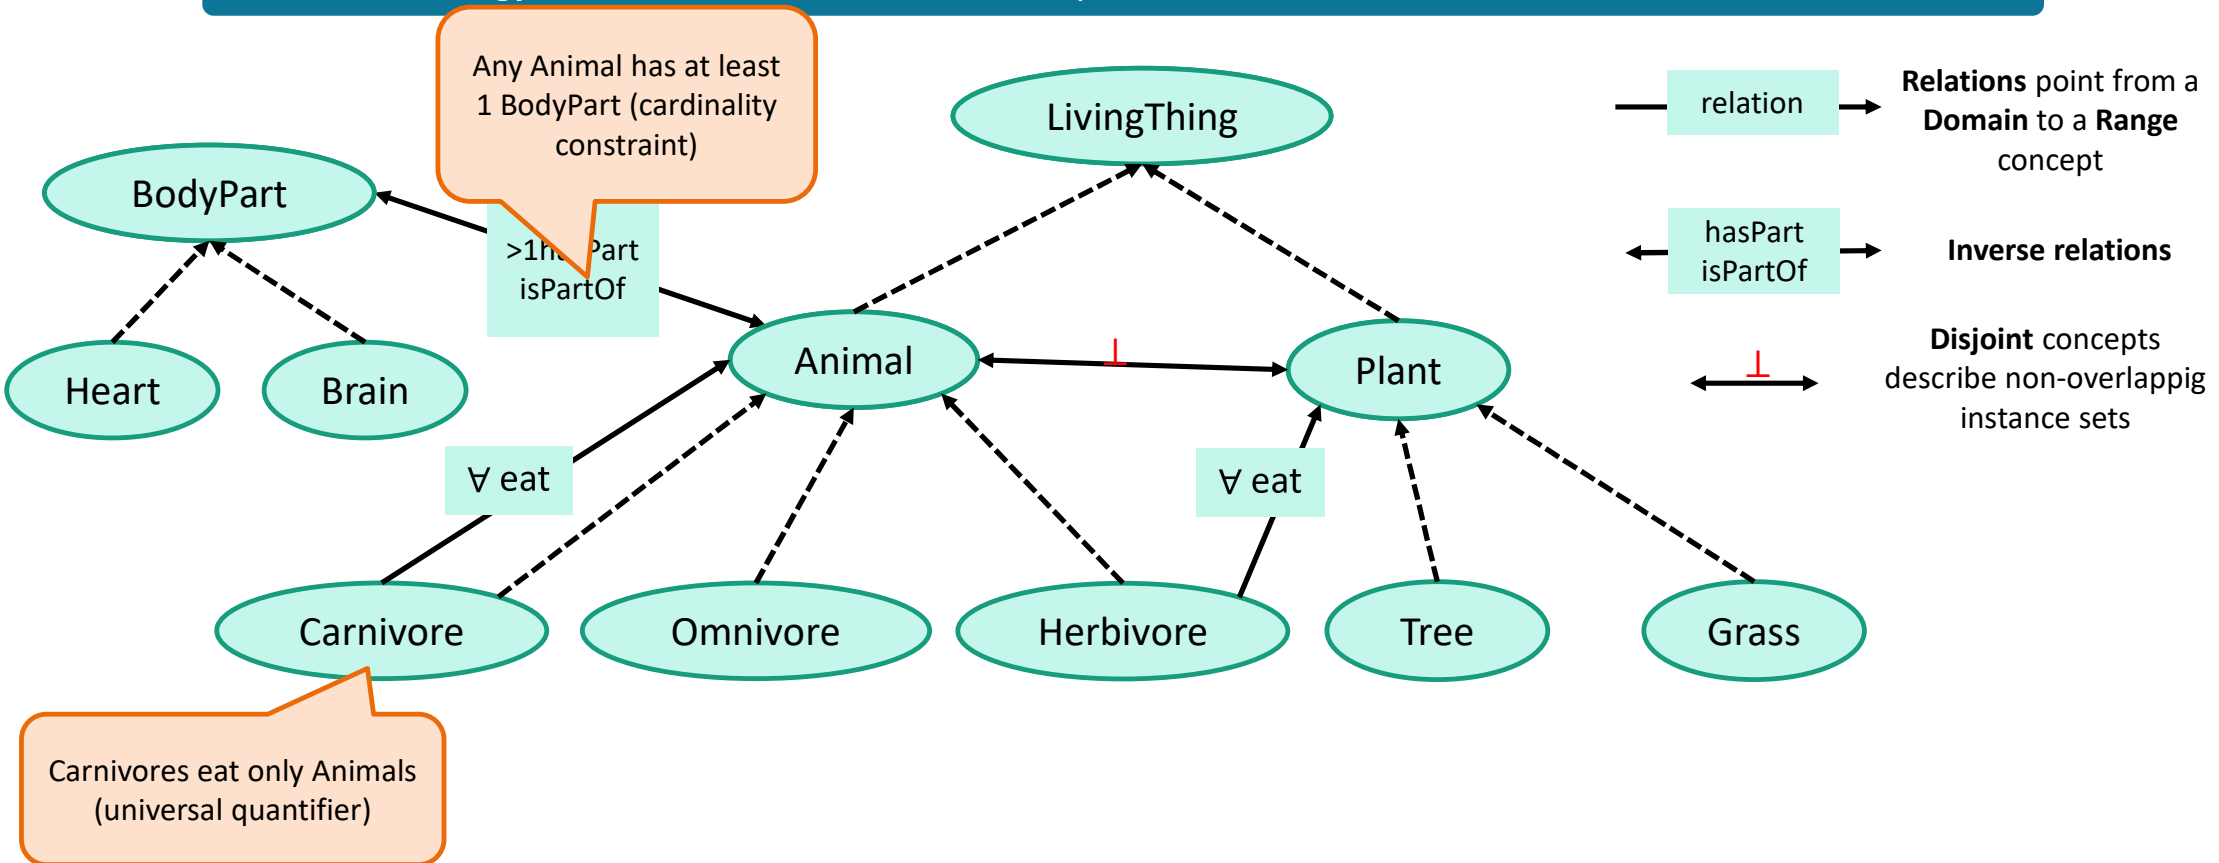 Any Animal has at least
1 BodyPart (cardinality
constraint)
LivingThing
BodyPart
>1h Part
isPartOf
Heart
Brain
Animal
⊥
Plant
∀ eat
∀ eat
Carnivore
Omnivore
Herbivore
Tree
Grass
Carnivores eat only Animals
(universal quantifier)
relation
Relations point from a
Domain to a Range
concept
hasPart
isPartOf
Inverse relations
⊥
Disjoint concepts
describe non-overlappig
instance sets